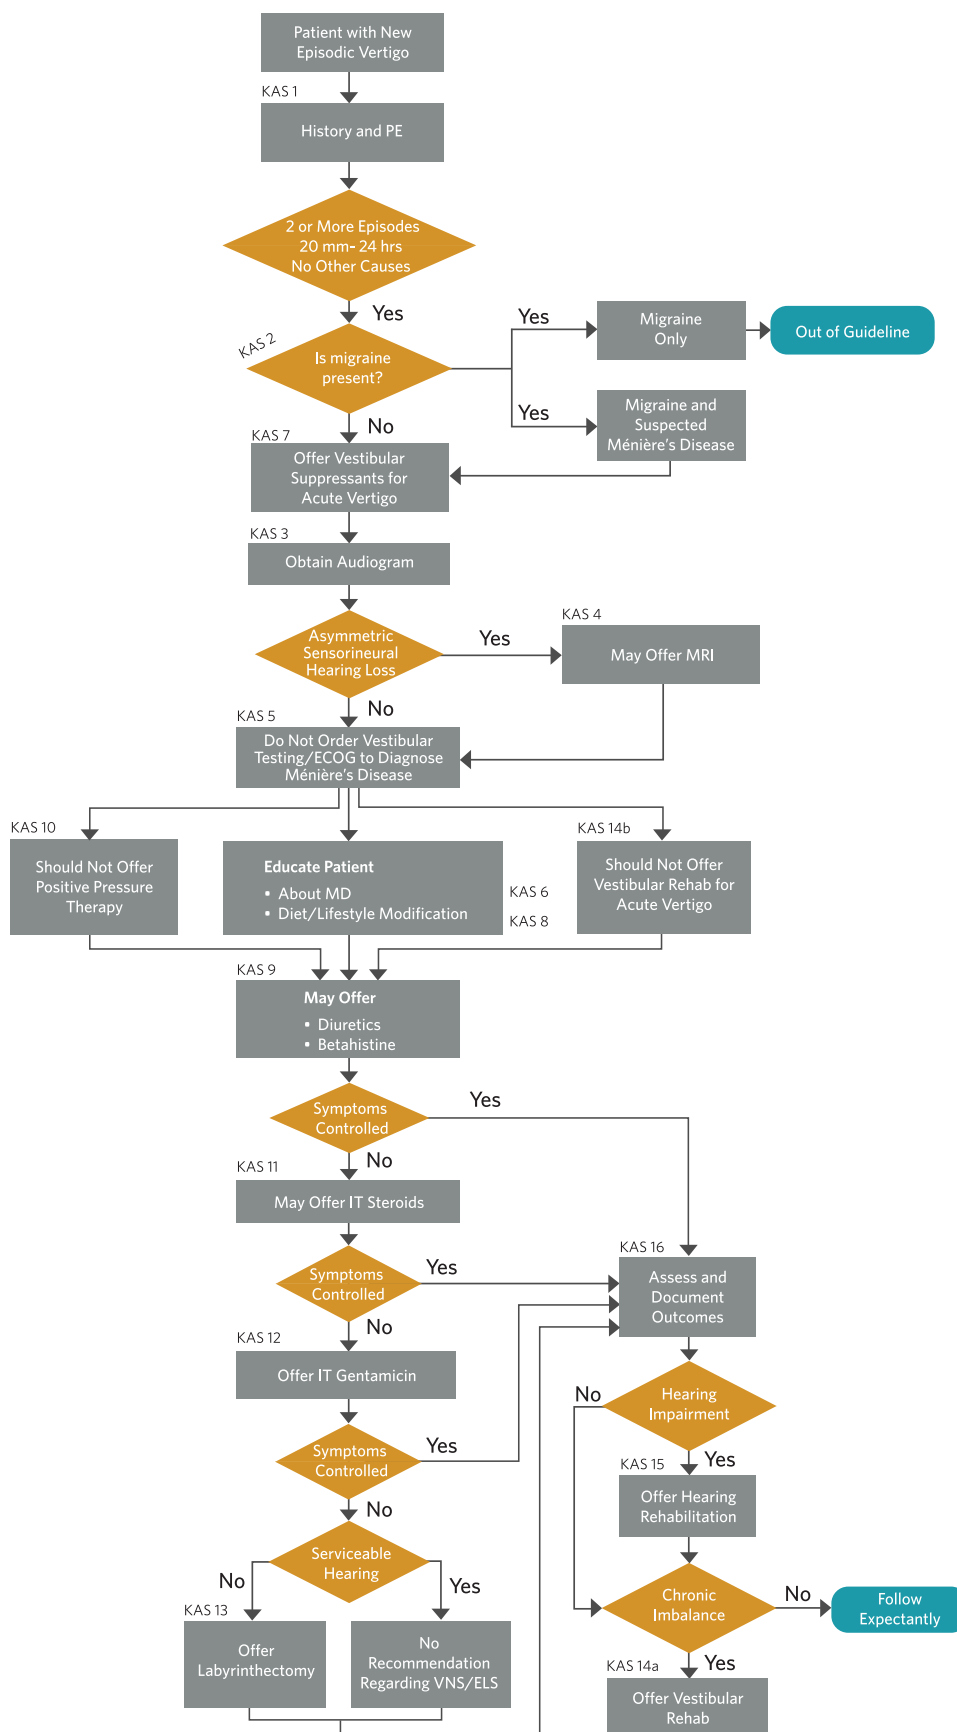 Patient with New
Episodic Vertigo
KAS 1
History and PE
2 or More Episodes
20 mm- 24 hrs
No Other Causes
Yes
KAS 2
Is migraine
present?
Yes
Migraine
Only
Out of Guideline
Yes
Migraine and
Suspected
Ménière's Disease
No
KAS 7
Offer Vestibular
Suppressants for
Acute Vertigo
KAS 3
Obtain Audiogram
Asymmetric
Sensorineural
Hearing Loss
Yes
KAS 4
May Offer MRI
No
KAS 5
Do Not Order Vestibular
Testing/ECOG to Diagnose
Ménière's Disease
KAS 10
Should Not Offer
Positive Pressure
Therapy
Educate Patient
• About MD
• Diet/Lifestyle Modification
KAS 6
KAS 8
KAS 14b
Should Not Offer
Vestibular Rehab for
Acute Vertigo
KAS 9
May Offer
• Diuretics
• Betahistine
Symptoms
Controlled
Yes
No
KAS 11
May Offer IT Steroids
Symptoms
Controlled
Yes
No
KAS 12
Offer IT Gentamicin
Symptoms
Controlled
Yes
No
Serviceable
Hearing
No
Yes
KAS 13
Offer
Labyrinthectomy
No
Recommendation
Regarding VNS/ELS
KAS 16
Assess and
Document
Outcomes
Hearing
Impairment
No
Yes
KAS 15
Offer Hearing
Rehabilitation
Chronic
Imbalance
No
Follow
Expectantly
Yes
KAS 14a
Offer Vestibular
Rehab